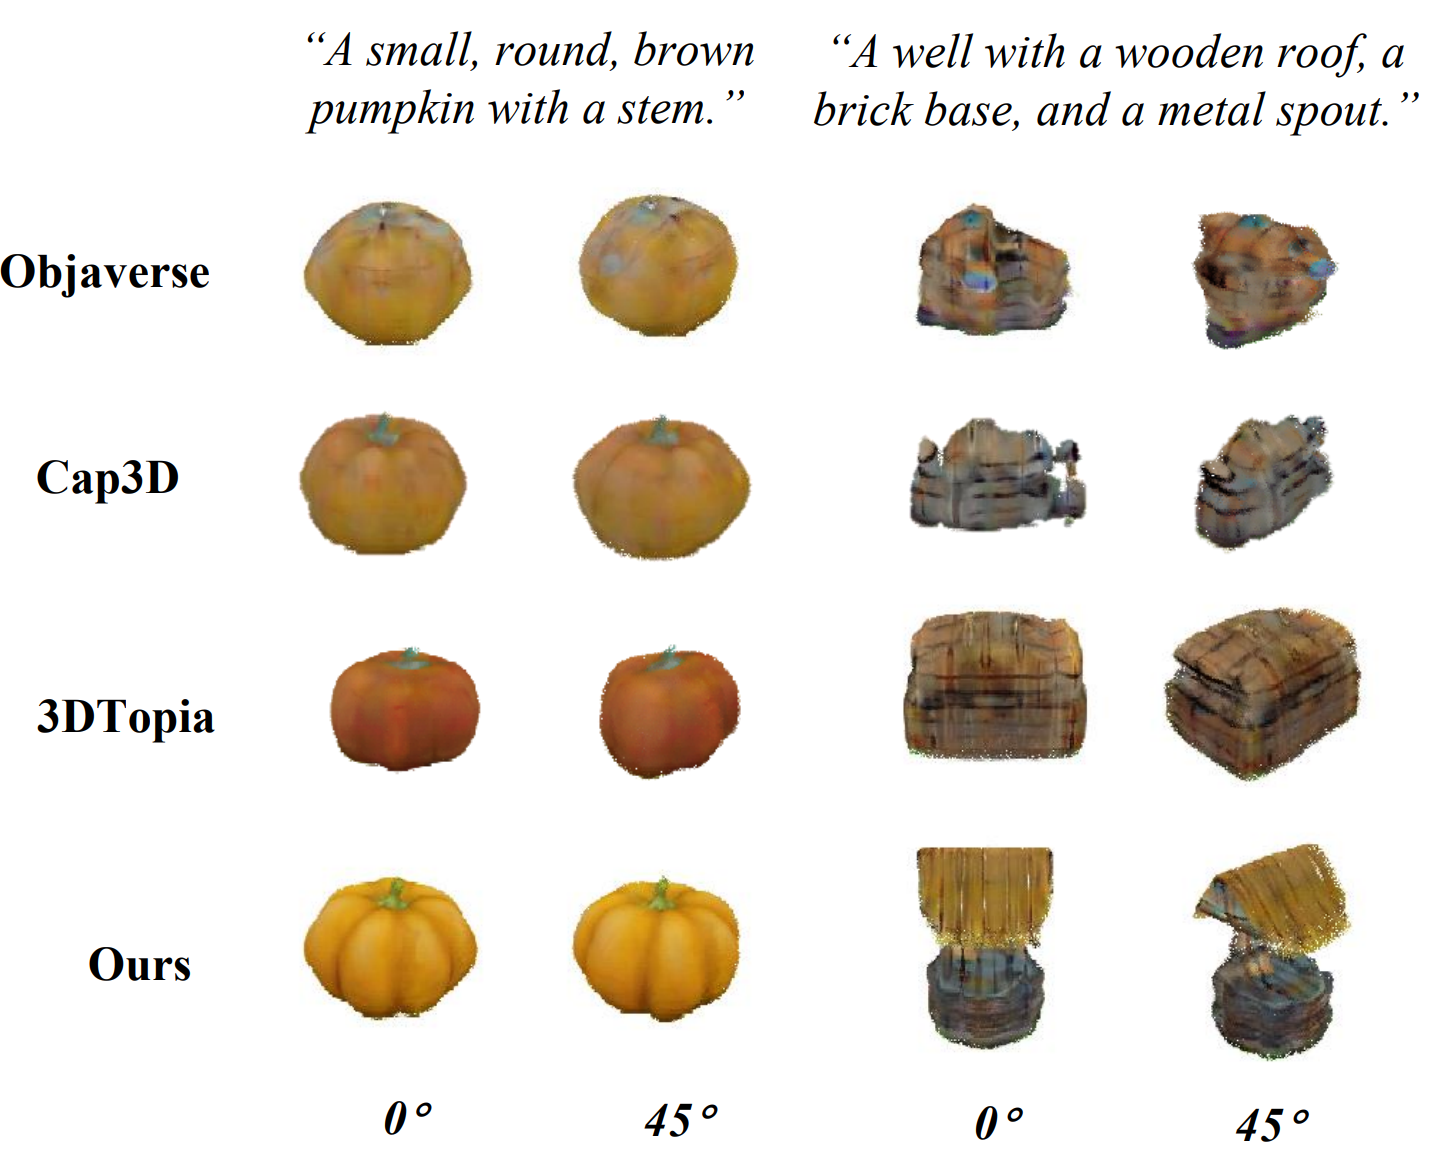 “A small, round, brown
pumpkin with a stem.”
“A well with a wooden roof, a
brick base, and a metal spout.”
Objaverse
Cap3D
3DTopia
Ours
0° 45° 0° 45°